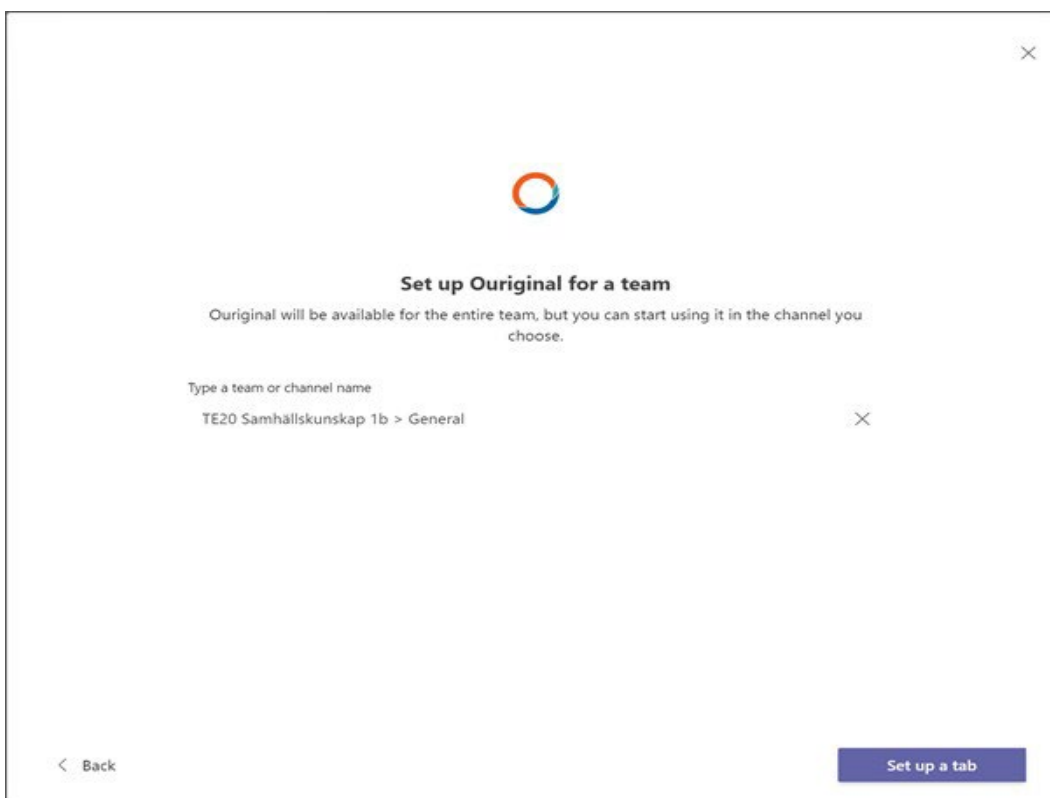 Set up Ouriginal for a team
Ouriginal will be available for the entire team, but you can start using it in the channel you
choose.
Type a team or channel name
TE20 Samhällskunskap 1b > General
Back
Set up a tab